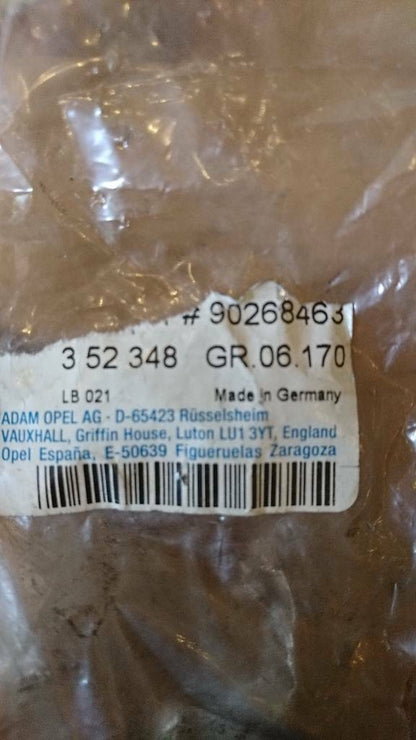 # 90268463
3 52 348 GR.06.170
LB 021 Made in Germany
ADAM OPEL AG - D-65423 Rüsselsheim
VAUXHALL, Griffin House, Luton LU1 3YT, England
Opel España, E-50639 Figueruelas Zaragoza